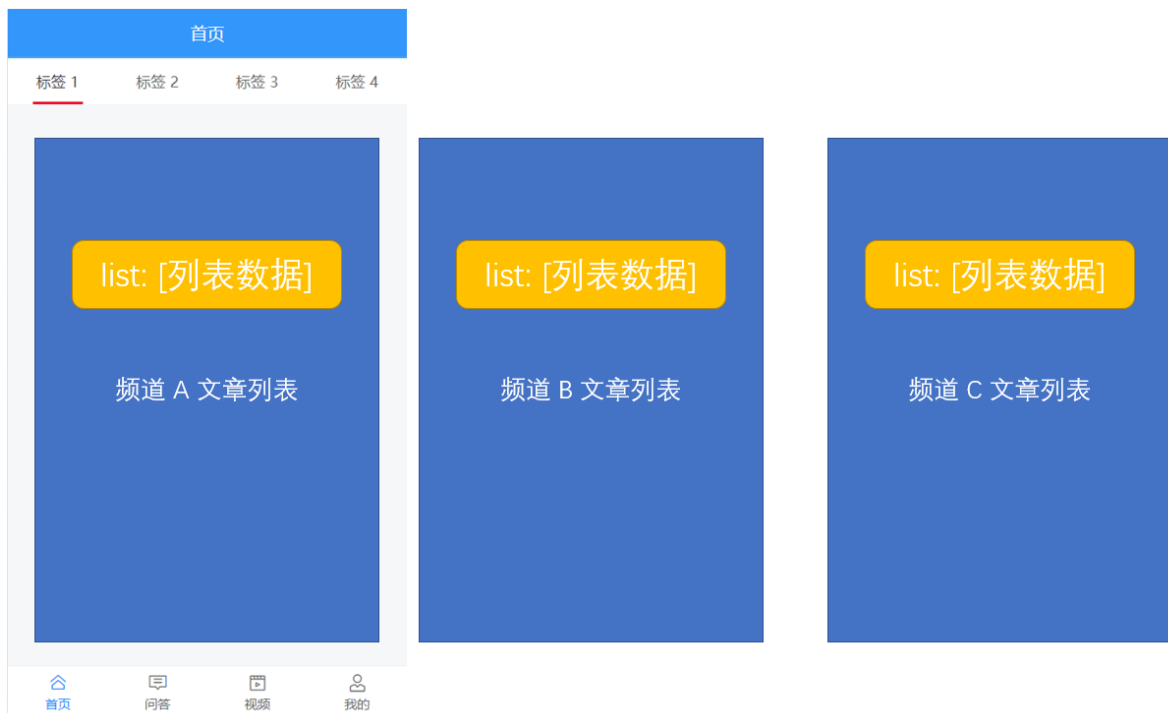 首页
标签 1 标签 2 标签 3 标签 4
list: [列表数据] list: [列表数据] list: [列表数据]
频道 A 文章列表 频道 B 文章列表 频道 C 文章列表
首页 问答 视频 我的